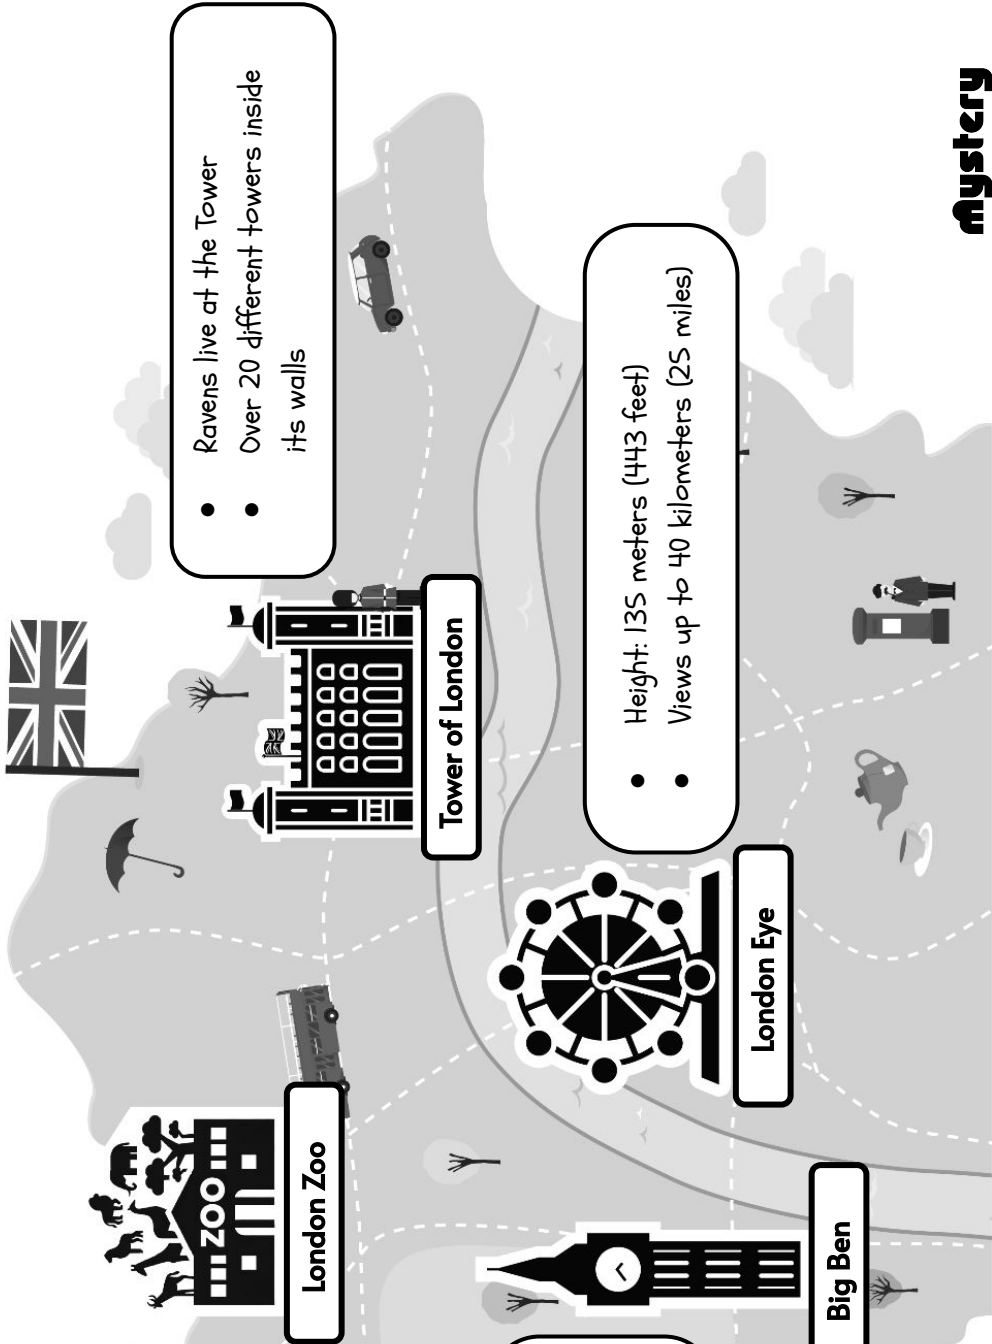 Mystery
• Ravens live at the Tower
• Over 20 different towers inside
its walls
Tower of London
• Height: 135 meters (443 feet)
• Views up to 40 kilometers (25 miles)
London Eye
ZOO
London Zoo
Big Ben